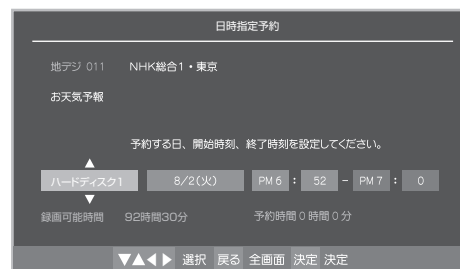 日時指定予約
地デジ 011 NHK総合1・東京
お天気予報
予約する日、開始時刻、終了時刻を設定してください。
▲
ハードディスク1 8/2(火) PM 6 : 52 - PM 7 : 0
▼
録画可能時間 92時間30分 予約時間 0 時間 0 分
▼▲◀▶ 選択 戻る 全画面 決定 決定